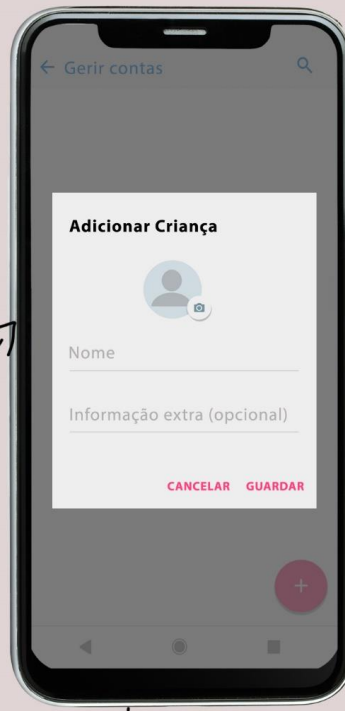 ← Gerir contas
Adicionar Criança
Nome
Informação extra (opcional)
CANCELAR GUARDAR
+